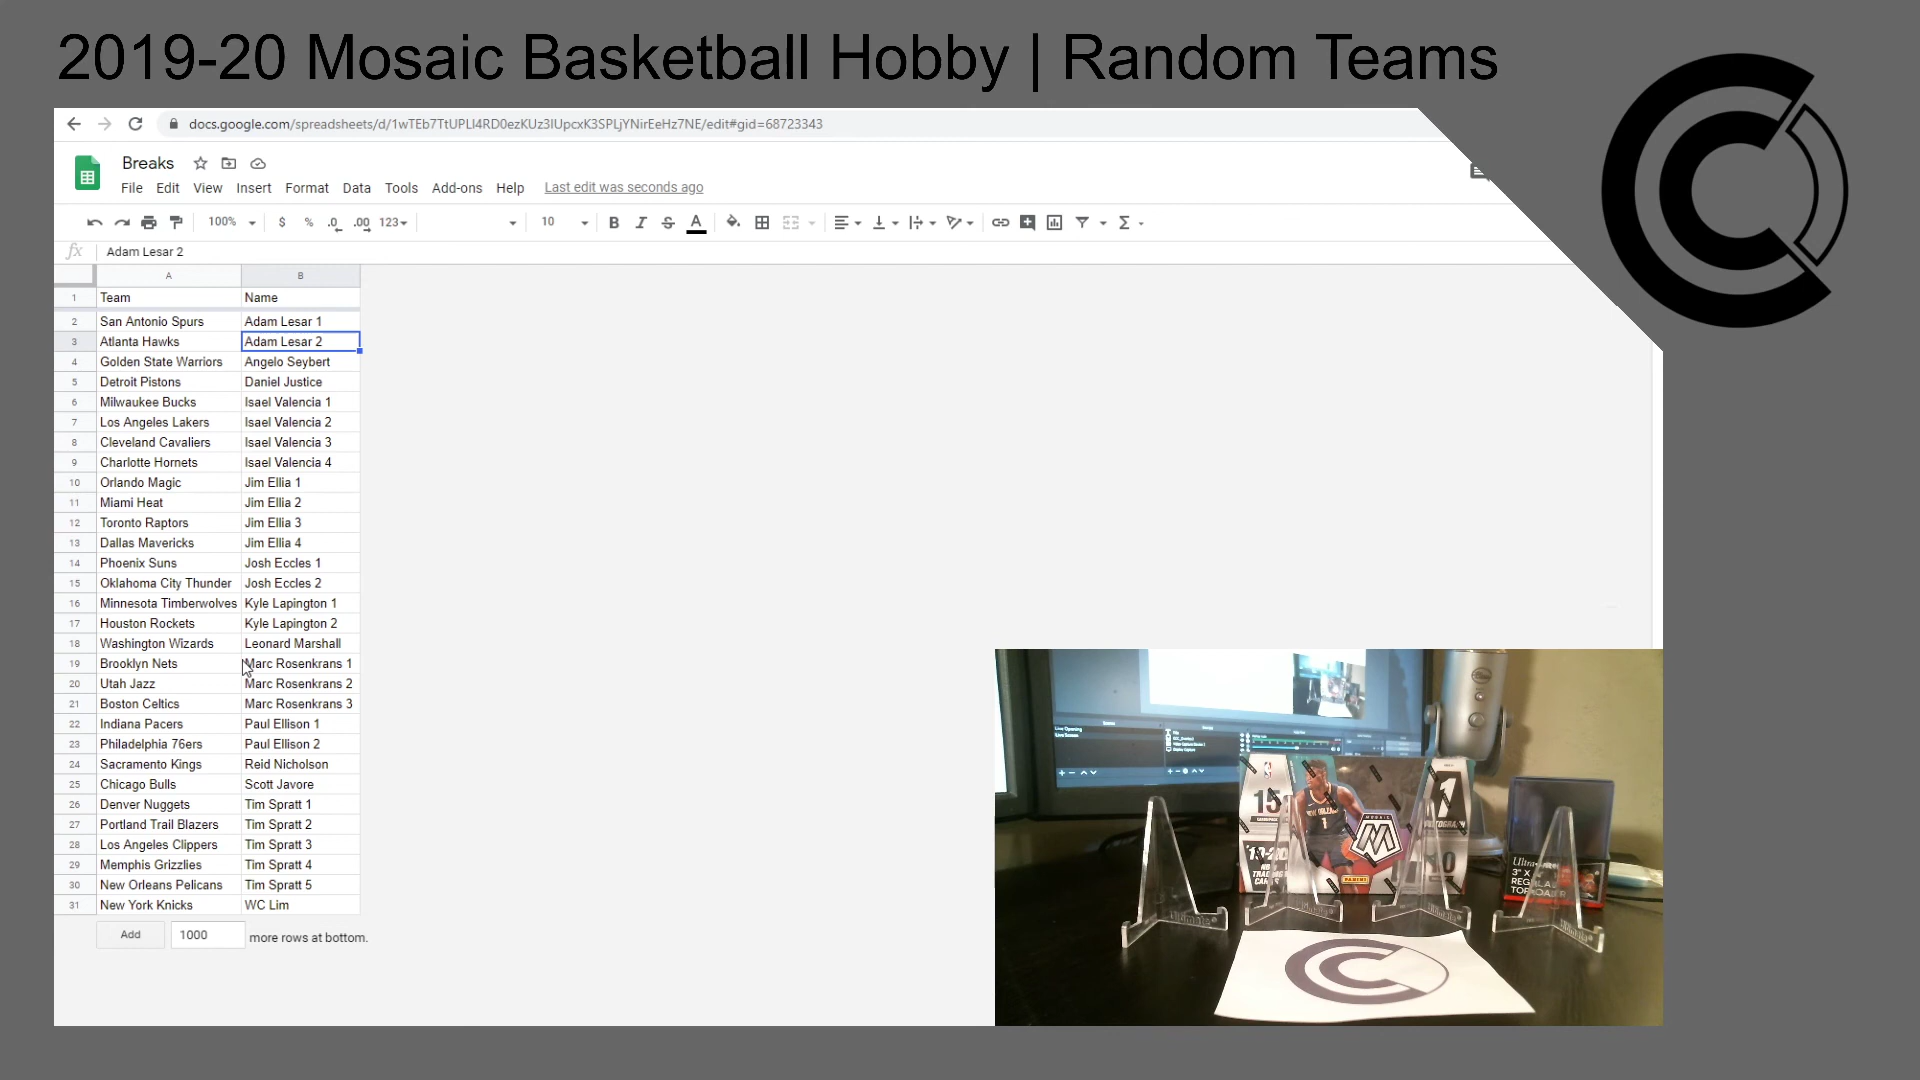 2019-20 Mosaic Basketball Hobby | Random Teams
docs.google.com/spreadsheets/d/1wTEb7TtUPLl4RD0ezKUz3IUpcxK3SPLjYNirEeHz7NE/edit#gid=68723343
Breaks
File Edit View Insert Format Data Tools Add-ons Help Last edit was seconds ago
100% $ % .0 .00 123 10 B I S A
fx Adam Lesar 2
A B
1 Team Name
2 San Antonio Spurs Adam Lesar 1
3 Atlanta Hawks Adam Lesar 2
4 Golden State Warriors Angelo Seybert
5 Detroit Pistons Daniel Justice
6 Milwaukee Bucks Isael Valencia 1
7 Los Angeles Lakers Isael Valencia 2
8 Cleveland Cavaliers Isael Valencia 3
9 Charlotte Hornets Isael Valencia 4
10 Orlando Magic Jim Ellia 1
11 Miami Heat Jim Ellia 2
12 Toronto Raptors Jim Ellia 3
13 Dallas Mavericks Jim Ellia 4
14 Phoenix Suns Josh Eccles 1
15 Oklahoma City Thunder Josh Eccles 2
16 Minnesota Timberwolves Kyle Lapington 1
17 Houston Rockets Kyle Lapington 2
18 Washington Wizards Leonard Marshall
19 Brooklyn Nets Marc Rosenkrans 1
20 Utah Jazz Marc Rosenkrans 2
21 Boston Celtics Marc Rosenkrans 3
22 Indiana Pacers Paul Ellison 1
23 Philadelphia 76ers Paul Ellison 2
24 Sacramento Kings Reid Nicholson
25 Chicago Bulls Scott Javore
26 Denver Nuggets Tim Spratt 1
27 Portland Trail Blazers Tim Spratt 2
28 Los Angeles Clippers Tim Spratt 3
29 Memphis Grizzlies Tim Spratt 4
30 New Orleans Pelicans Tim Spratt 5
31 New York Knicks WC Lim
Add 1000 more rows at bottom.
15
1
MOSAIC
M
19-20
PANINI
Ultra
3" X